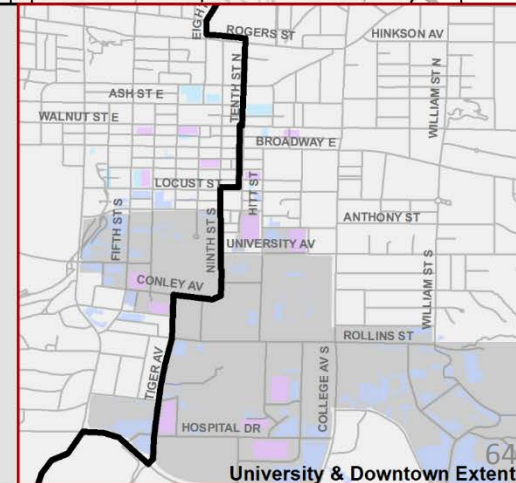 EIGH
ROGERS ST
HINKSON AV
TENTH ST N
WILLIAM ST N
ASH ST E
WALNUT ST E
BROADWAY E
LOCUST ST
HITT ST
ANTHONY ST
FIFTH ST S
NINTH ST S
UNIVERSITY AV
CONLEY AV
WILLIAM ST S
ROLLINS ST
TIGER AV
COLLEGE AV S
HOSPITAL DR
64
University & Downtown Extent